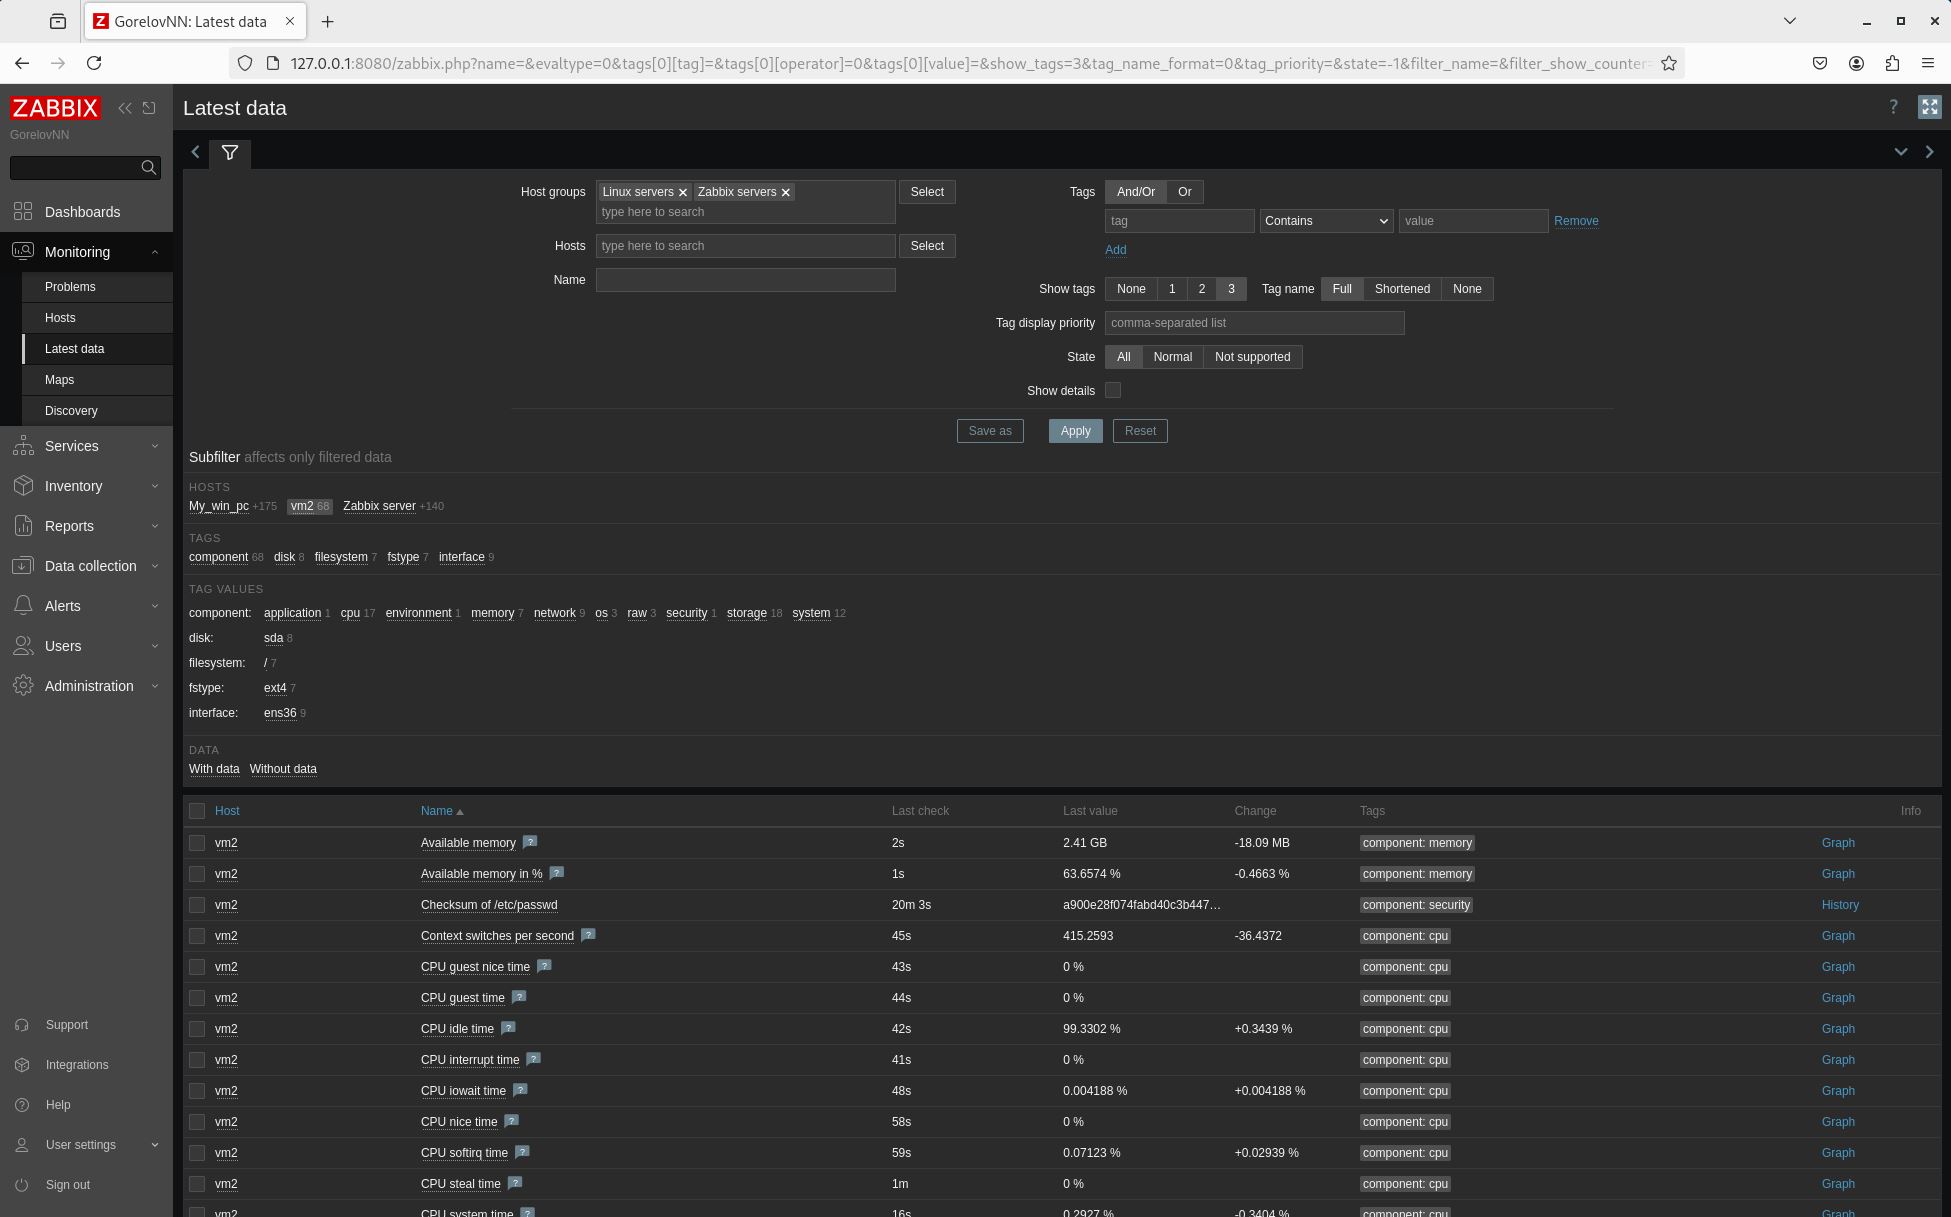 GorelovNN: Latest data
127.0.0.1:8080/zabbix.php?name=&evaltype=0&tags[0][tag]=&tags[0][operator]=0&tags[0][value]=&show_tags=3&tag_name_format=0&tag_priority=&state=-1&filter_name=&filter_show_counter=
ZABBIX
GorelovNN
Dashboards
Monitoring
Problems
Hosts
Latest data
Maps
Discovery
Services
Inventory
Reports
Data collection
Alerts
Users
Administration
Support
Integrations
Help
User settings
Sign out
Latest data ?
Host groups Linux servers Zabbix servers Select
type here to search
Hosts type here to search Select
Name
Tags And/Or Or
tag Contains value Remove
Add
Show tags None 1 2 3 Tag name Full Shortened None
Tag display priority comma-separated list
State All Normal Not supported
Show details
Save as Apply Reset
Subfilter affects only filtered data
HOSTS
My_win_pc +175 vm2 68 Zabbix server +140
TAGS
component 68 disk 8 filesystem 7 fstype 7 interface 9
TAG VALUES
component: application 1 cpu 17 environment 1 memory 7 network 9 os 3 raw 3 security 1 storage 18 system 12
disk: sda 8
filesystem: / 7
fstype: ext4 7
interface: ens36 9
DATA
With data Without data
Host Name Last check Last value Change Tags Info
vm2 Available memory ? 2s 2.41 GB -18.09 MB component: memory Graph
vm2 Available memory in % ? 1s 63.6574 % -0.4663 % component: memory Graph
vm2 Checksum of /etc/passwd 20m 3s a900e28f074fabd40c3b447... component: security History
vm2 Context switches per second ? 45s 415.2593 -36.4372 component: cpu Graph
vm2 CPU guest nice time ? 43s 0 % component: cpu Graph
vm2 CPU guest time ? 44s 0 % component: cpu Graph
vm2 CPU idle time ? 42s 99.3302 % +0.3439 % component: cpu Graph
vm2 CPU interrupt time ? 41s 0 % component: cpu Graph
vm2 CPU iowait time ? 48s 0.004188 % +0.004188 % component: cpu Graph
vm2 CPU nice time ? 58s 0 % component: cpu Graph
vm2 CPU softirq time ? 59s 0.07123 % +0.02939 % component: cpu Graph
vm2 CPU steal time ? 1m 0 % component: cpu Graph
vm2 CPU system time ? 16s 0.2927 % -0.3404 % component: cpu Graph